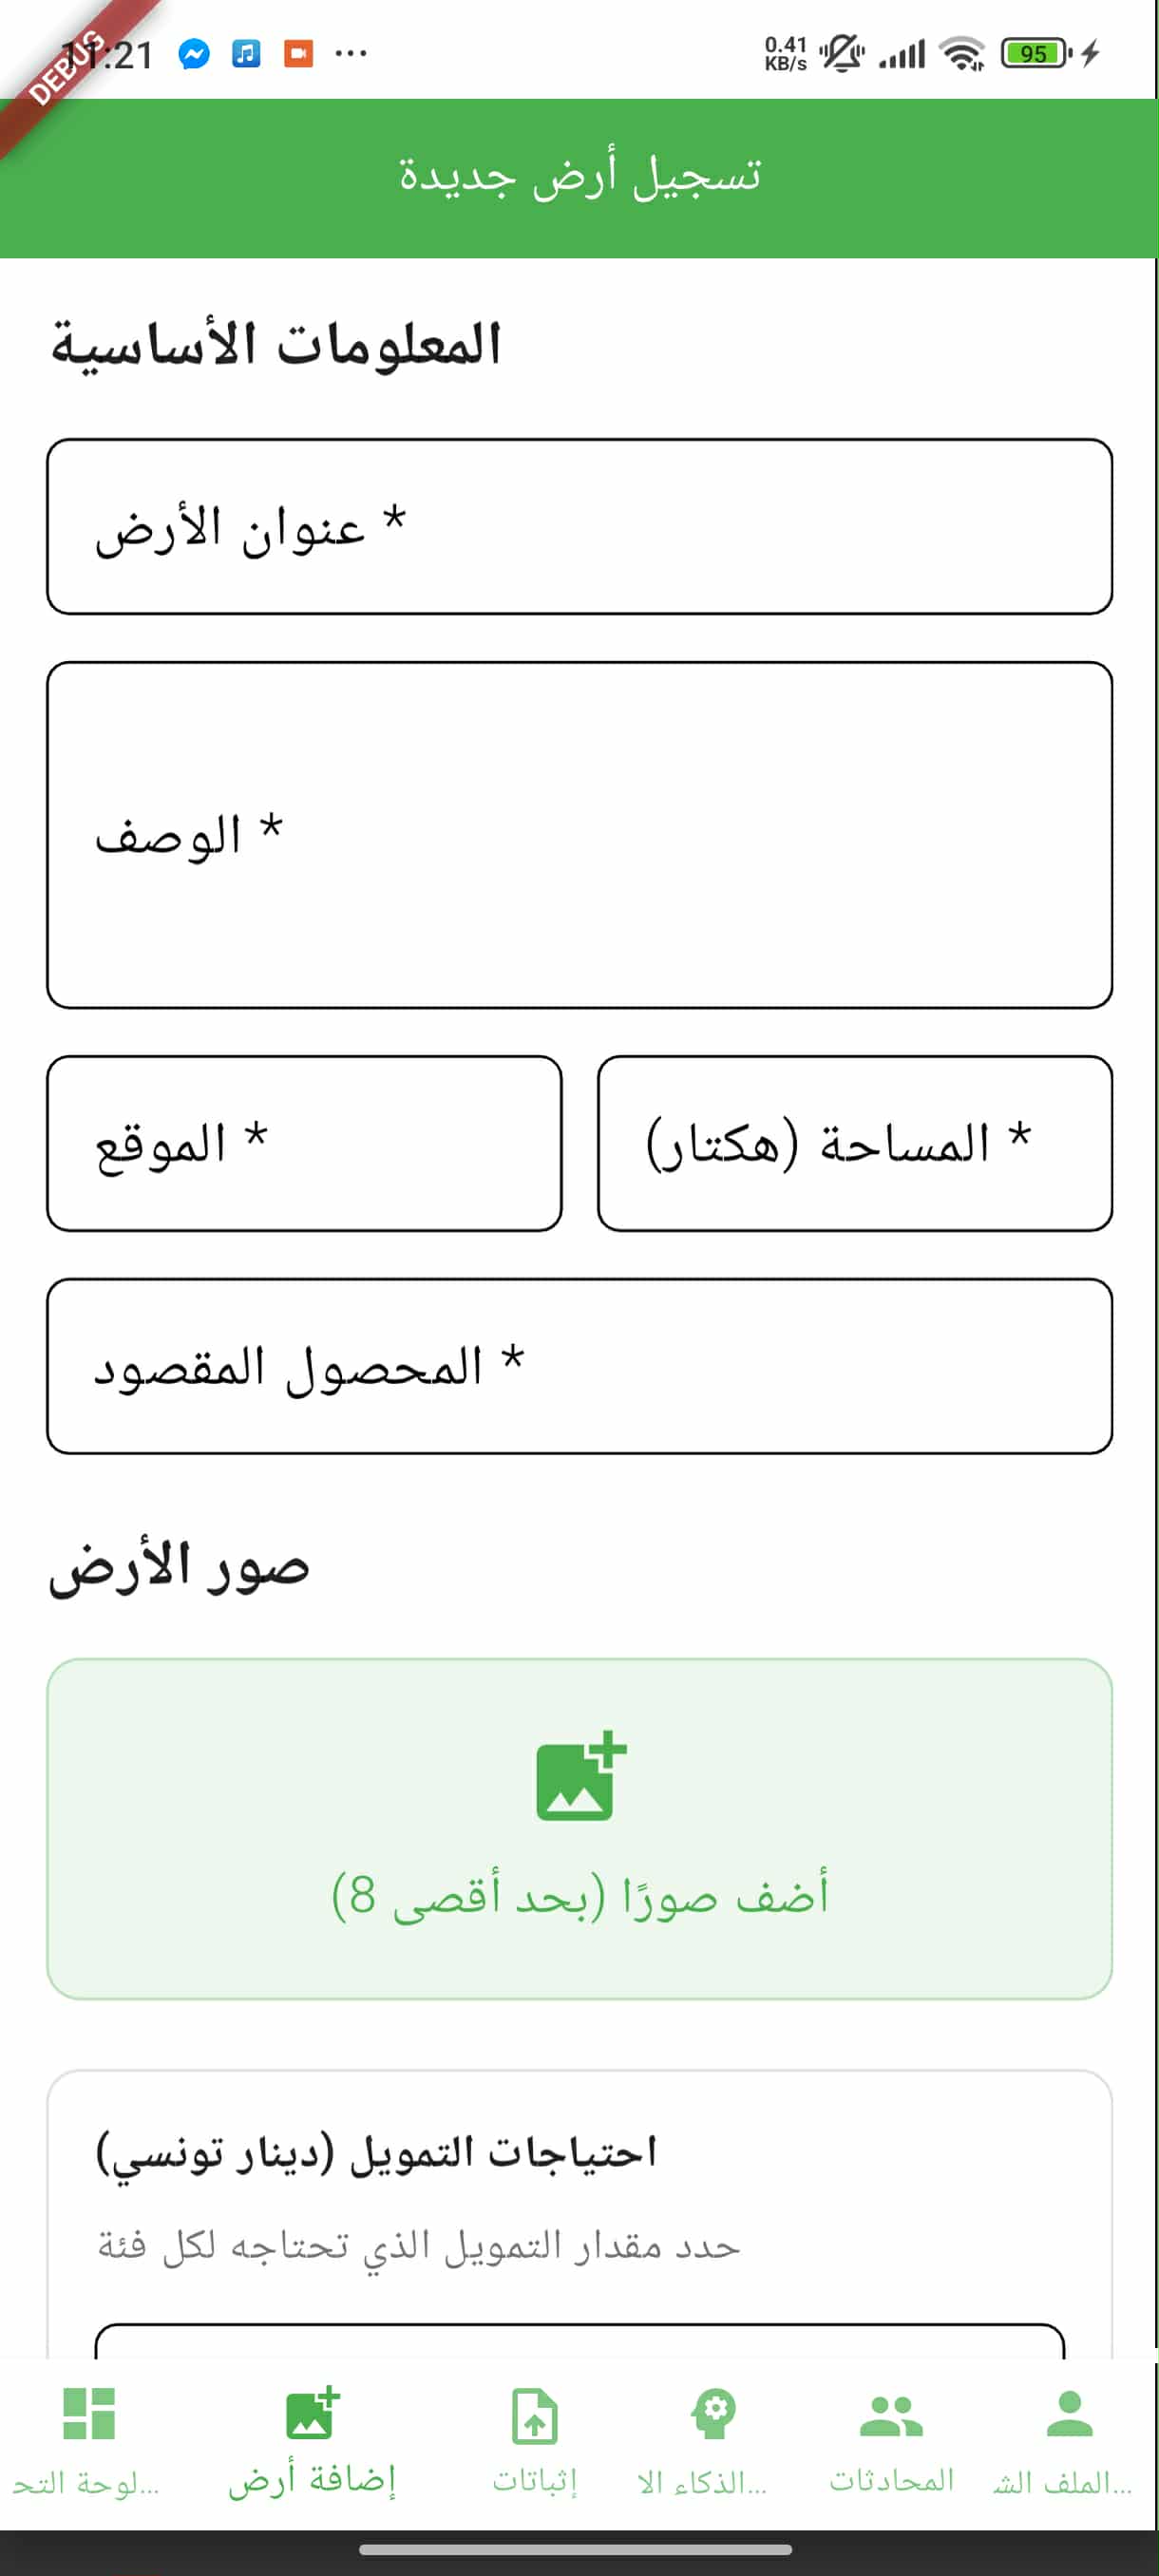 11:21
DEBUG
0.41 KB/s
95
تسجيل أرض جديدة
المعلومات الأساسية
عنوان الأرض *
الوصف *
الموقع *
المساحة (هكتار) *
المحصول المقصود *
صور الأرض
أضف صورًا (بحد أقصى 8)
احتياجات التمويل (دينار تونسي)
حدد مقدار التمويل الذي تحتاجه لكل فئة
لوحة التح...
إضافة أرض
إثباتات
الذكاء الا...
المحادثات
الملف الش...